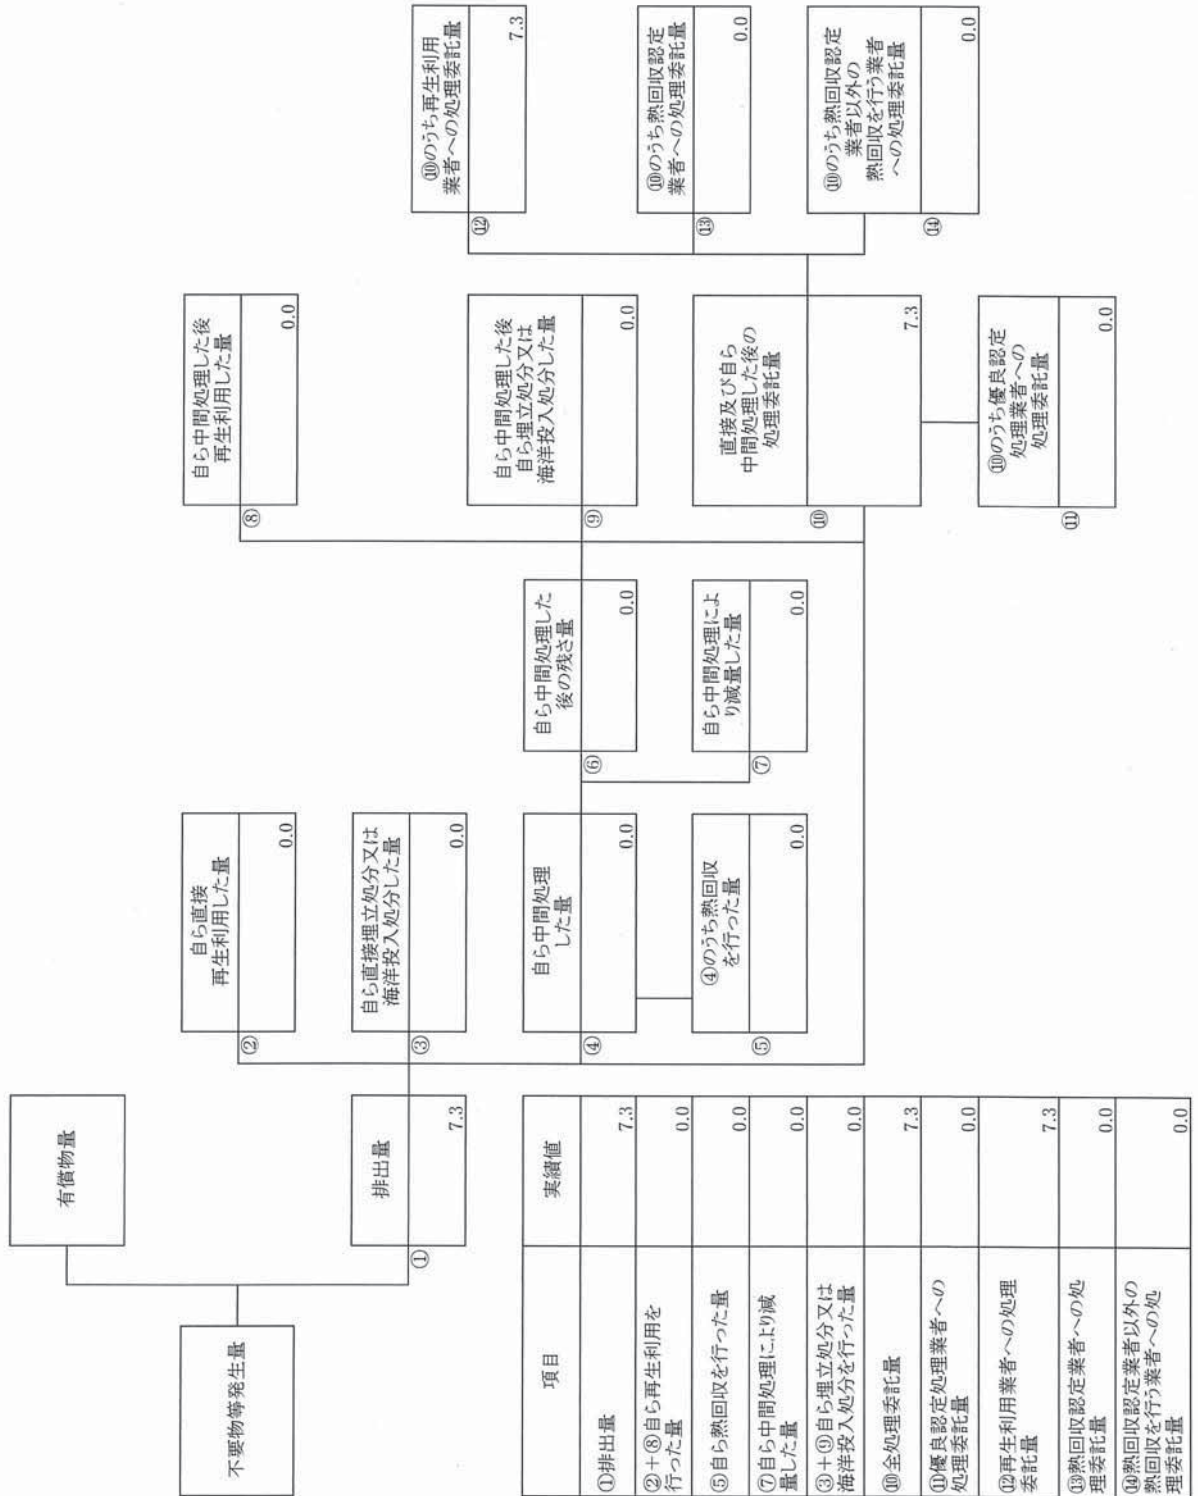 不要物等発生量
有償物量
①
排出量
7.3
②
自ら直接
再生利用した量
0.0
③
自ら直接埋立処分又は
海洋投入処分した量
0.0
④
自ら中間処理
した量
0.0
⑤
④のうち熱回収
を行った量
0.0
⑥
自ら中間処理した
後の残さ量
0.0
⑦
自ら中間処理によ
り減量した量
0.0
⑧
自ら中間処理した後
再生利用した量
0.0
⑨
自ら中間処理した後
自ら埋立処分又は
海洋投入処分した量
0.0
⑩
直接及び自ら
中間処理した後の
処理委託量
7.3
⑪
⑩のうち優良認定
処理業者への
処理委託量
0.0
⑫
⑩のうち再生利用
業者への処理委託量
7.3
⑬
⑩のうち熱回収認定
業者への処理委託量
0.0
⑭
⑩のうち熱回収認定
業者以外の
熱回収を行う業者
への処理委託量
0.0
項目 実績値
①排出量 7.3
②+⑧自ら再生利用を
行った量 0.0
⑤自ら熱回収を行った量 0.0
⑦自ら中間処理により減
量した量 0.0
③+⑨自ら埋立処分又は
海洋投入処分を行った量 0.0
⑩全処理委託量 7.3
⑪優良認定処理業者への
処理委託量 0.0
⑫再生利用業者への処理
委託量 7.3
⑬熱回収認定業者への処
理委託量 0.0
⑭熱回収認定業者以外の
熱回収を行う業者への処
理委託量 0.0